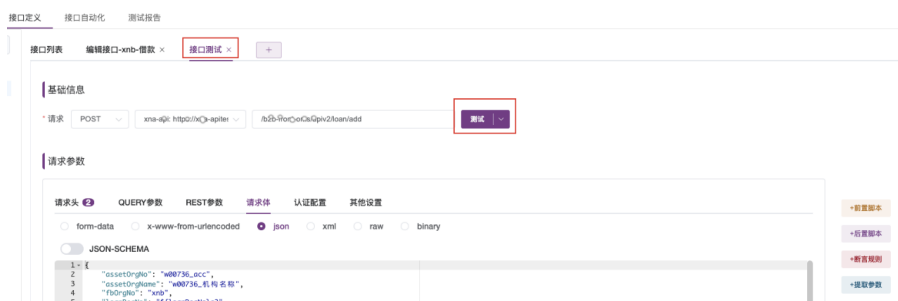 接口定义 接口自动化 测试报告
接口列表 编辑接口-xnb-借款 × 接口测试 × +
基础信息
* 请求 POST 测试
请求参数
请求头 2 QUERY参数 REST参数 请求体 认证配置 其他设置
form-data x-www-from-urlencoded json xml raw binary
JSON-SCHEMA
1 {
2 "assetOrgNo": "w00736_acc",
3 "assetOrgName": "w00736_机构名称",
4 "fbOrgNo": "xnb",
5
+前置脚本
+后置脚本
+断言规则
+提取参数